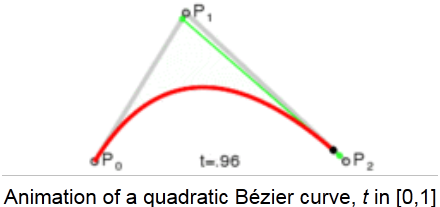 P1
P0
t=.96
P2
Animation of a quadratic Bézier curve, t in [0,1]